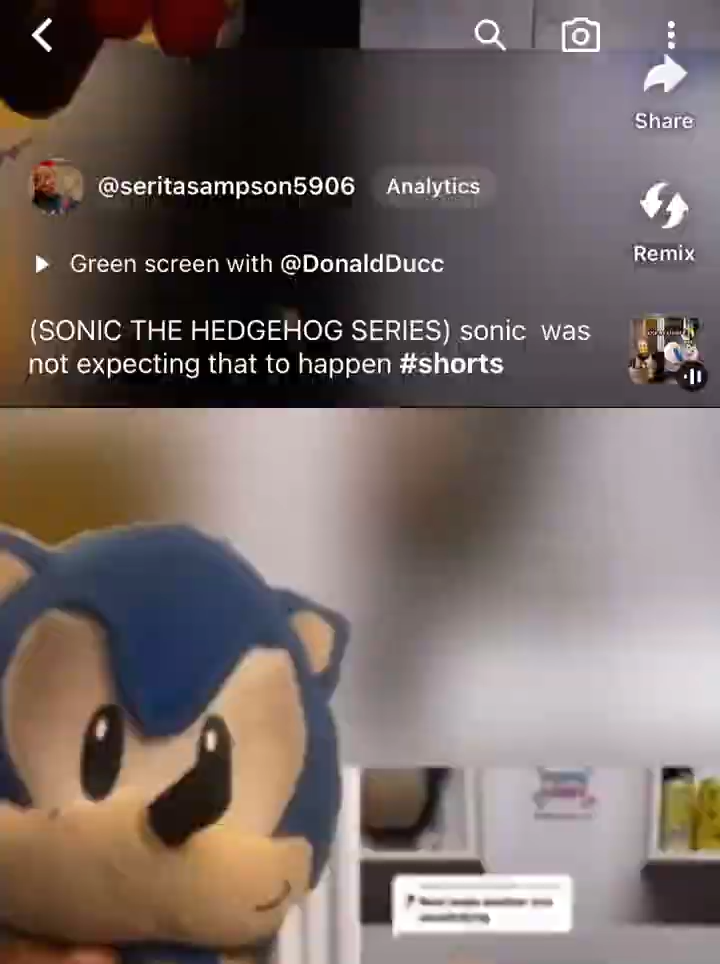 Share
@seritasampson5906 Analytics
Remix
Green screen with @DonaldDucc
(SONIC THE HEDGEHOG SERIES) sonic was
not expecting that to happen #shorts